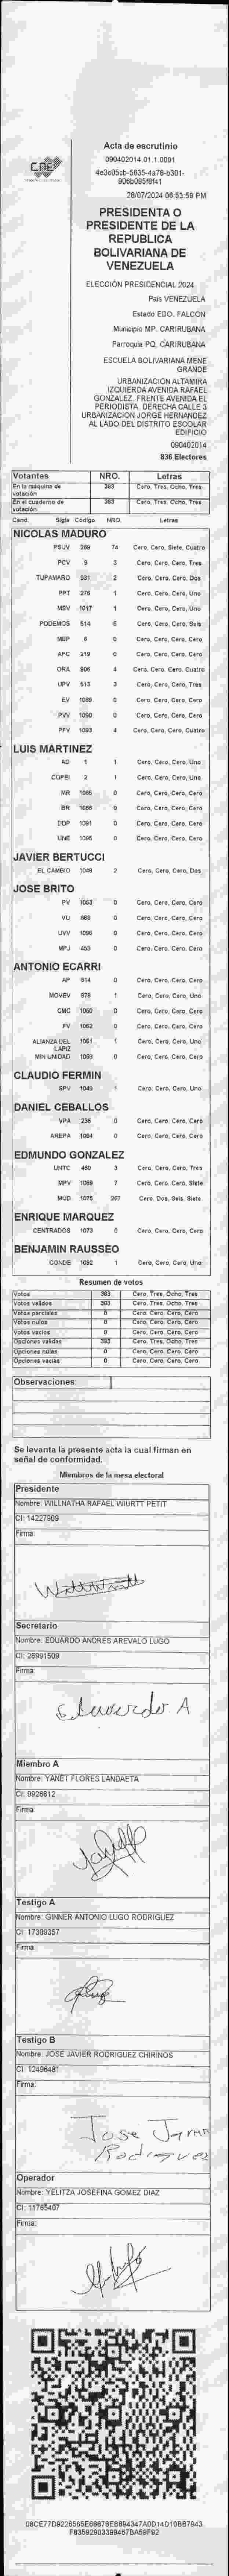 CNE
Acta de escrutinio
090402014.01.1.0001
28/07/2024 06:53:59 PM
PRESIDENTA O
PRESIDENTE DE LA
REPUBLICA
BOLIVARIANA DE
VENEZUELA
ELECCIÓN PRESIDENCIAL 2024
País VENEZUELA
Estado EDO. FALCON
Municipio MP. CARIRUBANA
Parroquia PQ. CARIRUBANA
ESCUELA BOLIVARIANA MENE
GRANDE
URBANIZACIÓN ALTAMIRA
IZQUIERDA AVENIDA RAFAEL
GONZALEZ. FRENTE AVENIDA EL
PERIODISTA. DERECHA CALLE 3
URBANIZACION JORGE HERNANDEZ
AL LADO DEL DISTRITO ESCOLAR
EDIFICIO
090402014
836 Electores
Votantes NRO. Letras
En la maquina de votación 383 Cero, Tres, Ocho, Tres
En el cuaderno de votación 383 Cero, Tres, Ocho, Tres
Cand. Sigla Código NRO. Letras
NICOLAS MADURO
PSUV 269 74 Cero, Cero, Siete, Cuatro
PCV 9 3 Cero, Cero, Cero, Tres
TUPAMARO 931 2 Cero, Cero, Cero, Dos
PPT 276 1 Cero, Cero, Cero, Uno
MSV 1017 1 Cero, Cero, Cero, Uno
PODEMOS 514 6 Cero, Cero, Cero, Seis
MEP 6 0 Cero, Cero, Cero, Cero
APC 219 0 Cero, Cero, Cero, Cero
ORA 906 4 Cero, Cero, Cero, Cuatro
UPV 513 3 Cero, Cero, Cero, Tres
EV 1089 0 Cero, Cero, Cero, Cero
PVV 1090 0 Cero, Cero, Cero, Cero
PFV 1093 4 Cero, Cero, Cero, Cuatro
LUIS MARTINEZ
AD 1 1 Cero, Cero, Cero, Uno
COPEI 2 1 Cero, Cero, Cero, Uno
MR 1065 0 Cero, Cero, Cero, Cero
BR 1066 0 Cero, Cero, Cero, Cero
DDP 1091 0 Cero, Cero, Cero, Cero
UNE 1095 0 Cero, Cero, Cero, Cero
JAVIER BERTUCCI
EL CAMBIO 1048 2 Cero, Cero, Cero, Dos
JOSE BRITO
PV 1063 0 Cero, Cero, Cero, Cero
VU 868 0 Cero, Cero, Cero, Cero
UVV 1096 0 Cero, Cero, Cero, Cero
MPJ 450 0 Cero, Cero, Cero, Cero
ANTONIO ECARRI
AP 914 0 Cero, Cero, Cero, Cero
MOVEV 878 1 Cero, Cero, Cero, Uno
CMC 1050 0 Cero, Cero, Cero, Cero
FV 1062 0 Cero, Cero, Cero, Cero
ALIANZA DEL LAPIZ 1061 1 Cero, Cero, Cero, Uno
MIN UNIDAD 1068 0 Cero, Cero, Cero, Cero
CLAUDIO FERMIN
SPV 1049 1 Cero, Cero, Cero, Uno
DANIEL CEBALLOS
VPA 236 0 Cero, Cero, Cero, Cero
AREPA 1084 0 Cero, Cero, Cero, Cero
EDMUNDO GONZALEZ
UNTC 480 3 Cero, Cero, Cero, Tres
MPV 1069 7 Cero, Cero, Cero, Siete
MUD 1075 267 Cero, Dos, Seis, Siete
ENRIQUE MARQUEZ
CENTRADOS 1073 0 Cero, Cero, Cero, Cero
BENJAMIN RAUSSEO
CONDE 1092 1 Cero, Cero, Cero, Uno
Resumen de votos
Votos 383 Cero, Tres, Ocho, Tres
Votos validos 383 Cero, Tres, Ocho, Tres
Votos parciales 0 Cero, Cero, Cero, Cero
Votos nulos 0 Cero, Cero, Cero, Cero
Votos vacios 0 Cero, Cero, Cero, Cero
Opciones validas 383 Cero, Tres, Ocho, Tres
Opciones nulas 0 Cero, Cero, Cero, Cero
Opciones vacias 0 Cero, Cero, Cero, Cero
Observaciones:
Se levanta la presente acta la cual firman en
señal de conformidad.
Miembros de la mesa electoral
Presidente
Nombre: WILLNATHA RAFAEL WIURTT PETIT
CI: 14227909
Firma:
Secretario
Nombre: EDUARDO ANDRES AREVALO LUGO
CI: 26991509
Firma:
Eduardo. A
Miembro A
Nombre: YANET FLORES LANDAETA
CI: 9926812
Firma:
Testigo A
Nombre: GINNER ANTONIO LUGO RODRIGUEZ
CI: 17309357
Firma:
Testigo B
Nombre: JOSE JAVIER RODRIGUEZ CHIRINOS
CI: 12496481
Firma:
Jose
Rodriguez
Operador
Nombre: YELITZA JOSEFINA GOMEZ DIAZ
CI: 11765407
Firma: